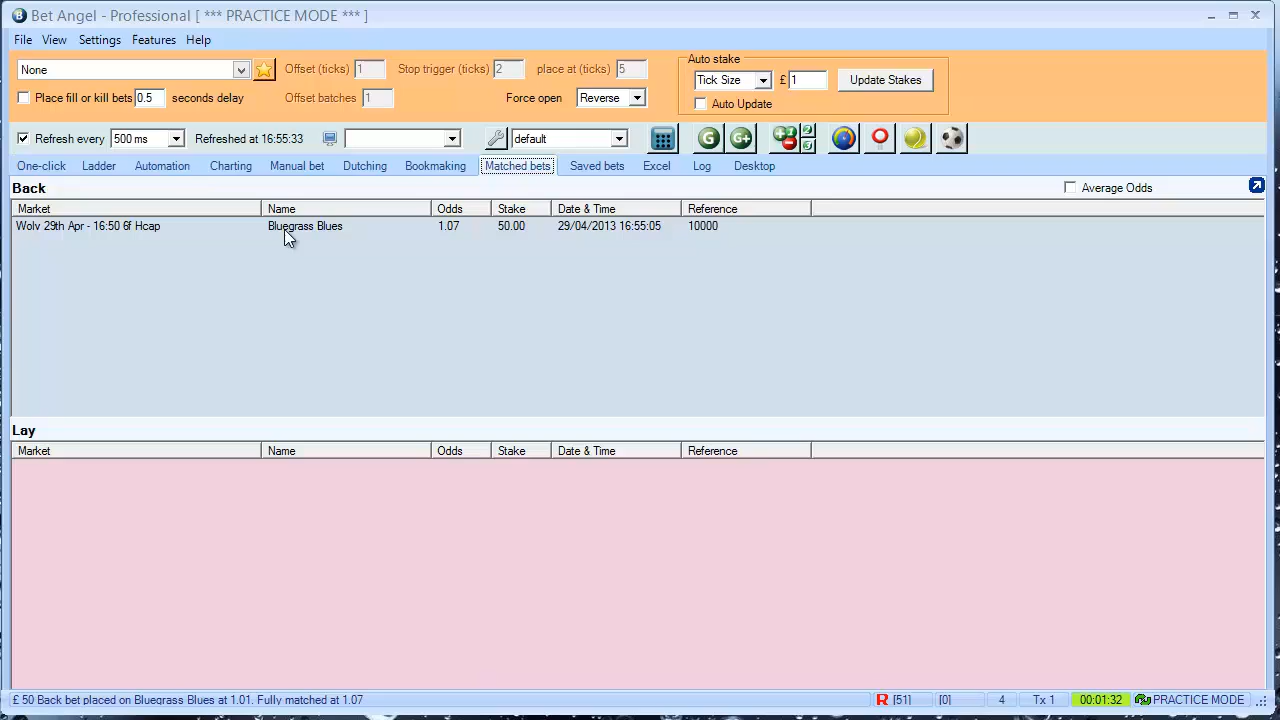 Bet Angel - Professional [ *** PRACTICE MODE *** ]
File View Settings Features Help
None Offset (ticks) 1 Stop trigger (ticks) 2 place at (ticks) 5 Auto stake
Tick Size £ 1 Update Stakes
Place fill or kill bets 0.5 seconds delay Offset batches 1 Force open Reverse Auto Update
Refresh every 500 ms Refreshed at 16:55:33 default G G+
One-click Ladder Automation Charting Manual bet Dutching Bookmaking Matched bets Saved bets Excel Log Desktop
Back Average Odds
Market Name Odds Stake Date & Time Reference
Wolv 29th Apr - 16:50 6f Hcap Bluegrass Blues 1.07 50.00 29/04/2013 16:55:05 10000
Lay
Market Name Odds Stake Date & Time Reference
£ 50 Back bet placed on Bluegrass Blues at 1.01. Fully matched at 1.07 R [51] [0] 4 Tx 1 00:01:32 PRACTICE MODE